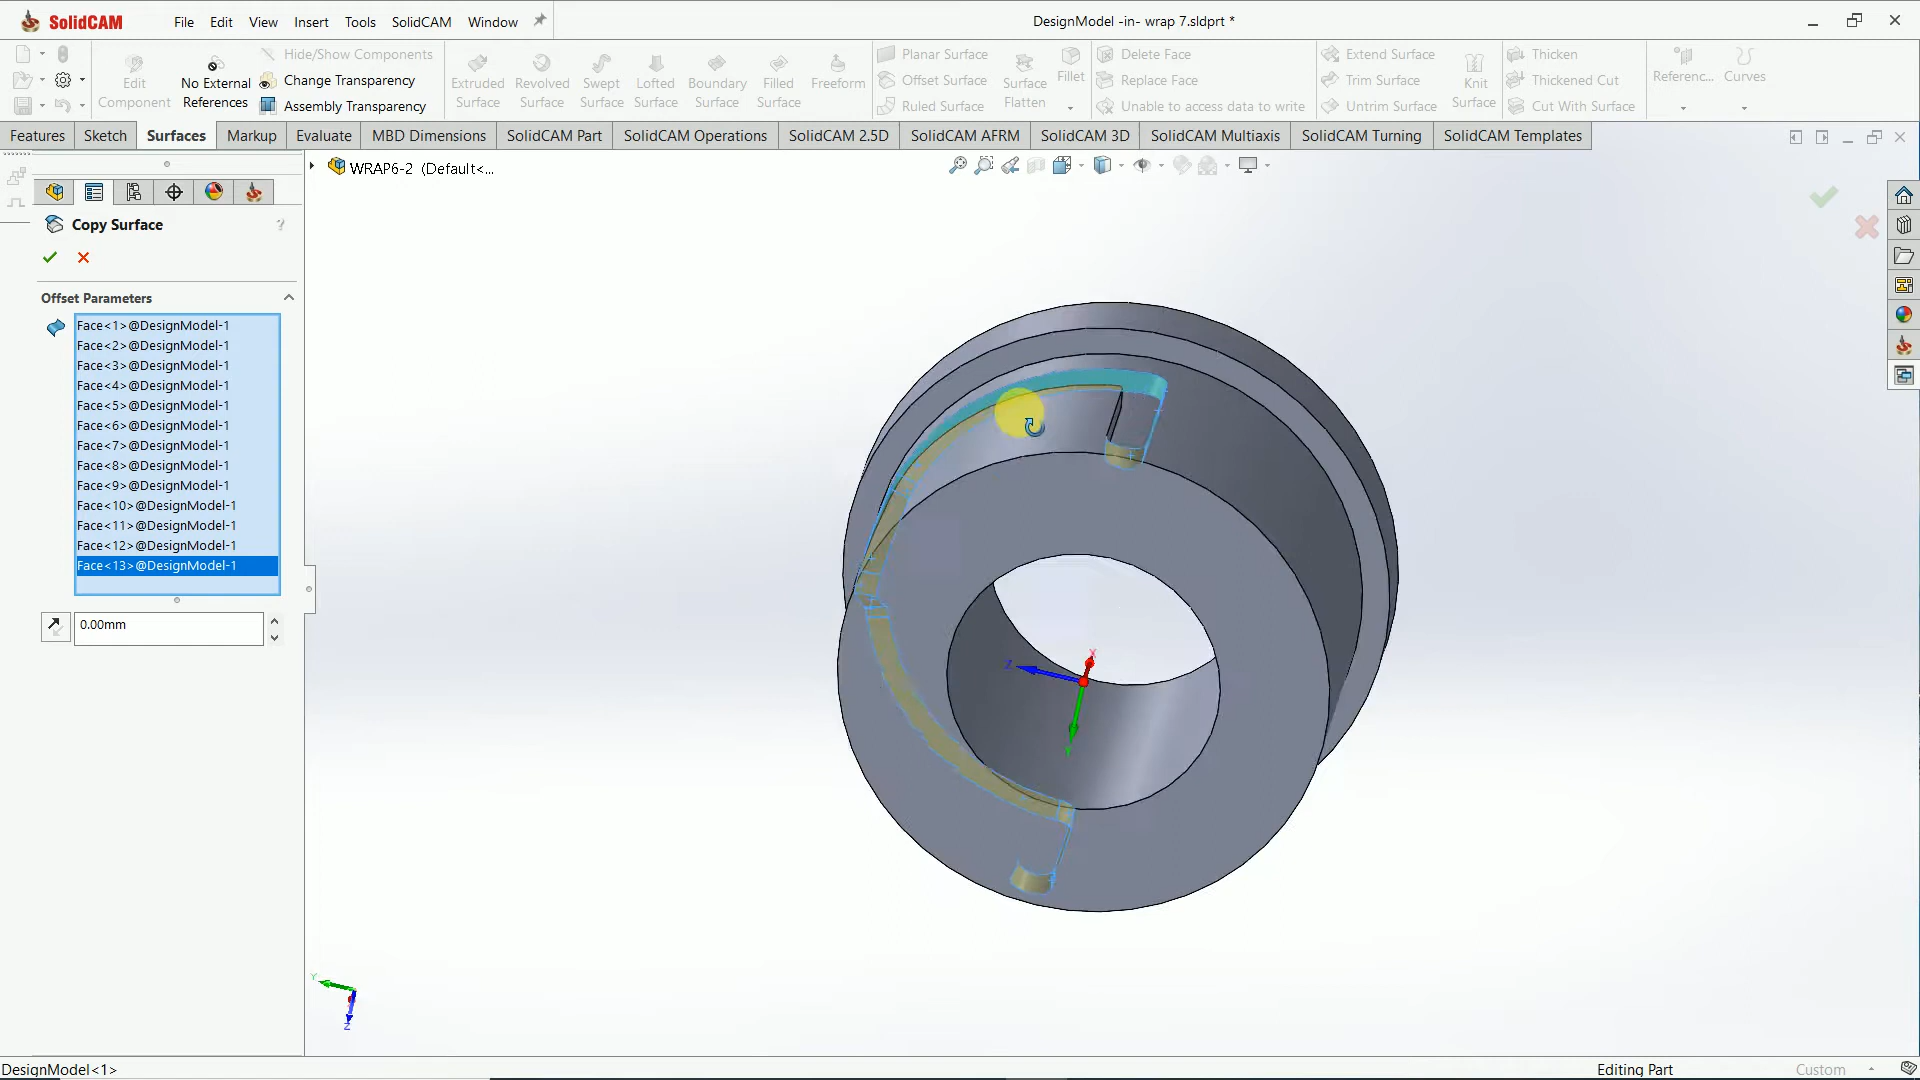 SolidCAM File Edit View Insert Tools SolidCAM Window DesignModel -in- wrap 7.sldprt *
Edit Component
No External References
Hide/Show Components
Change Transparency
Assembly Transparency
Extruded Surface
Revolved Surface
Swept Surface
Lofted Surface
Boundary Surface
Filled Surface
Freeform
Planar Surface
Offset Surface
Ruled Surface
Surface Flatten
Fillet
Delete Face
Replace Face
Unable to access data to write
Extend Surface
Trim Surface
Untrim Surface
Knit Surface
Thicken
Thickened Cut
Cut With Surface
Referenc...
Curves
Features Sketch Surfaces Markup Evaluate MBD Dimensions SolidCAM Part SolidCAM Operations SolidCAM 2.5D SolidCAM AFRM SolidCAM 3D SolidCAM Multiaxis SolidCAM Turning SolidCAM Templates
WRAP6-2 (Default<...
Copy Surface ?
Offset Parameters
Face<1>@DesignModel-1
Face<2>@DesignModel-1
Face<3>@DesignModel-1
Face<4>@DesignModel-1
Face<5>@DesignModel-1
Face<6>@DesignModel-1
Face<7>@DesignModel-1
Face<8>@DesignModel-1
Face<9>@DesignModel-1
Face<10>@DesignModel-1
Face<11>@DesignModel-1
Face<12>@DesignModel-1
Face<13>@DesignModel-1
0.00mm
X
Z
Y
Y
Z
DesignModel<1> Editing Part Custom